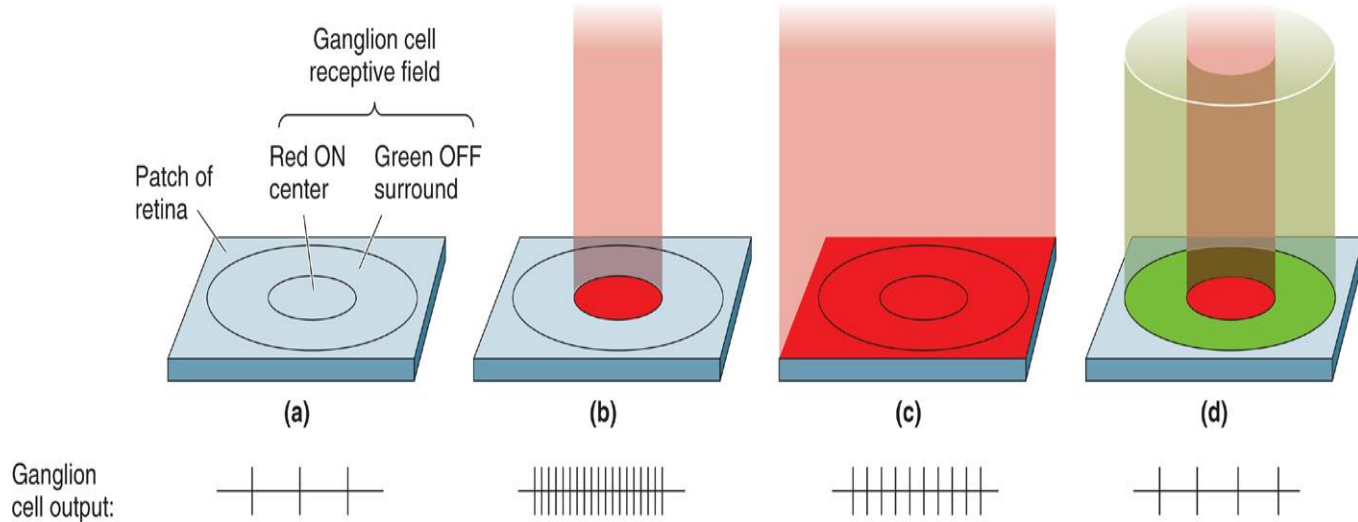 Ganglion cell
receptive field
Red ON
center
Green OFF
surround
Patch of
retina
(a)
(b)
(c)
(d)
Ganglion
cell output: